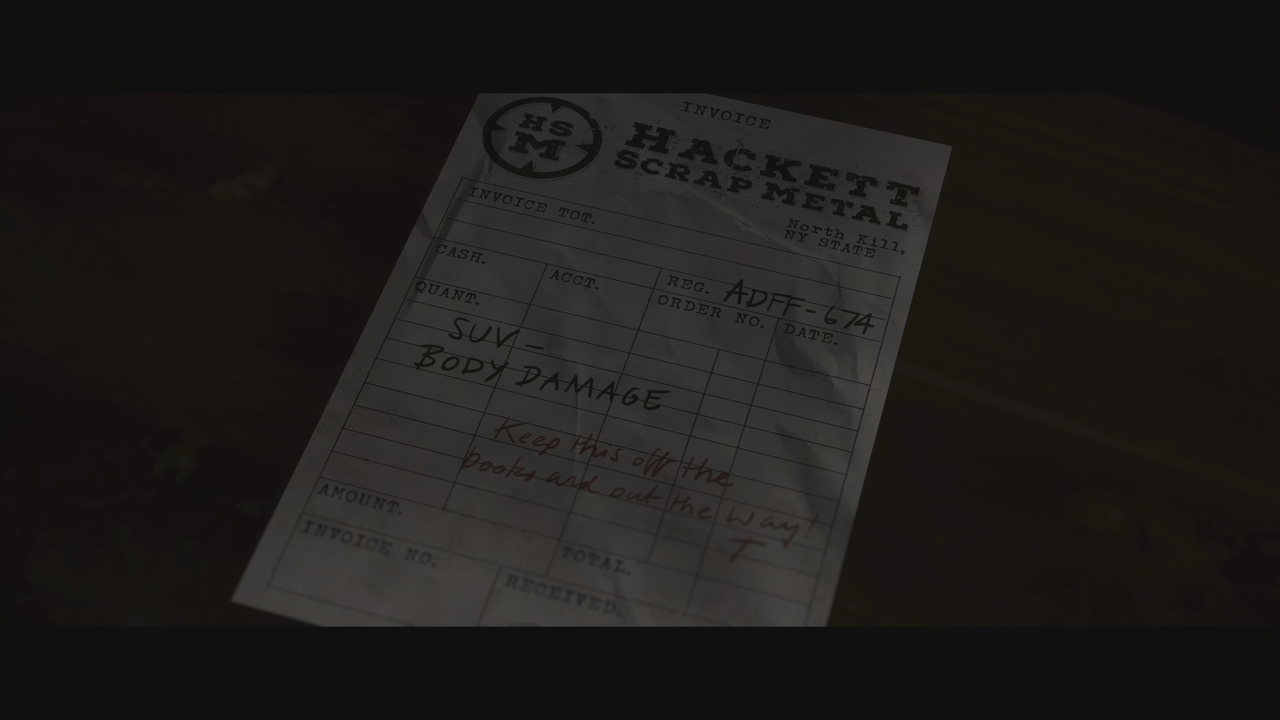 INVOICE
HS
M
HACKETT
SCRAP METAL
North Kill,
NY STATE
INVOICE TOT.
CASH.
ACCT.
REG. ADFF-674
QUANT.
ORDER NO.
DATE.
SUV-
BODY DAMAGE
Keep this off the
books and out the way!
T
AMOUNT.
TOTAL.
INVOICE NO.
RECEIVED.